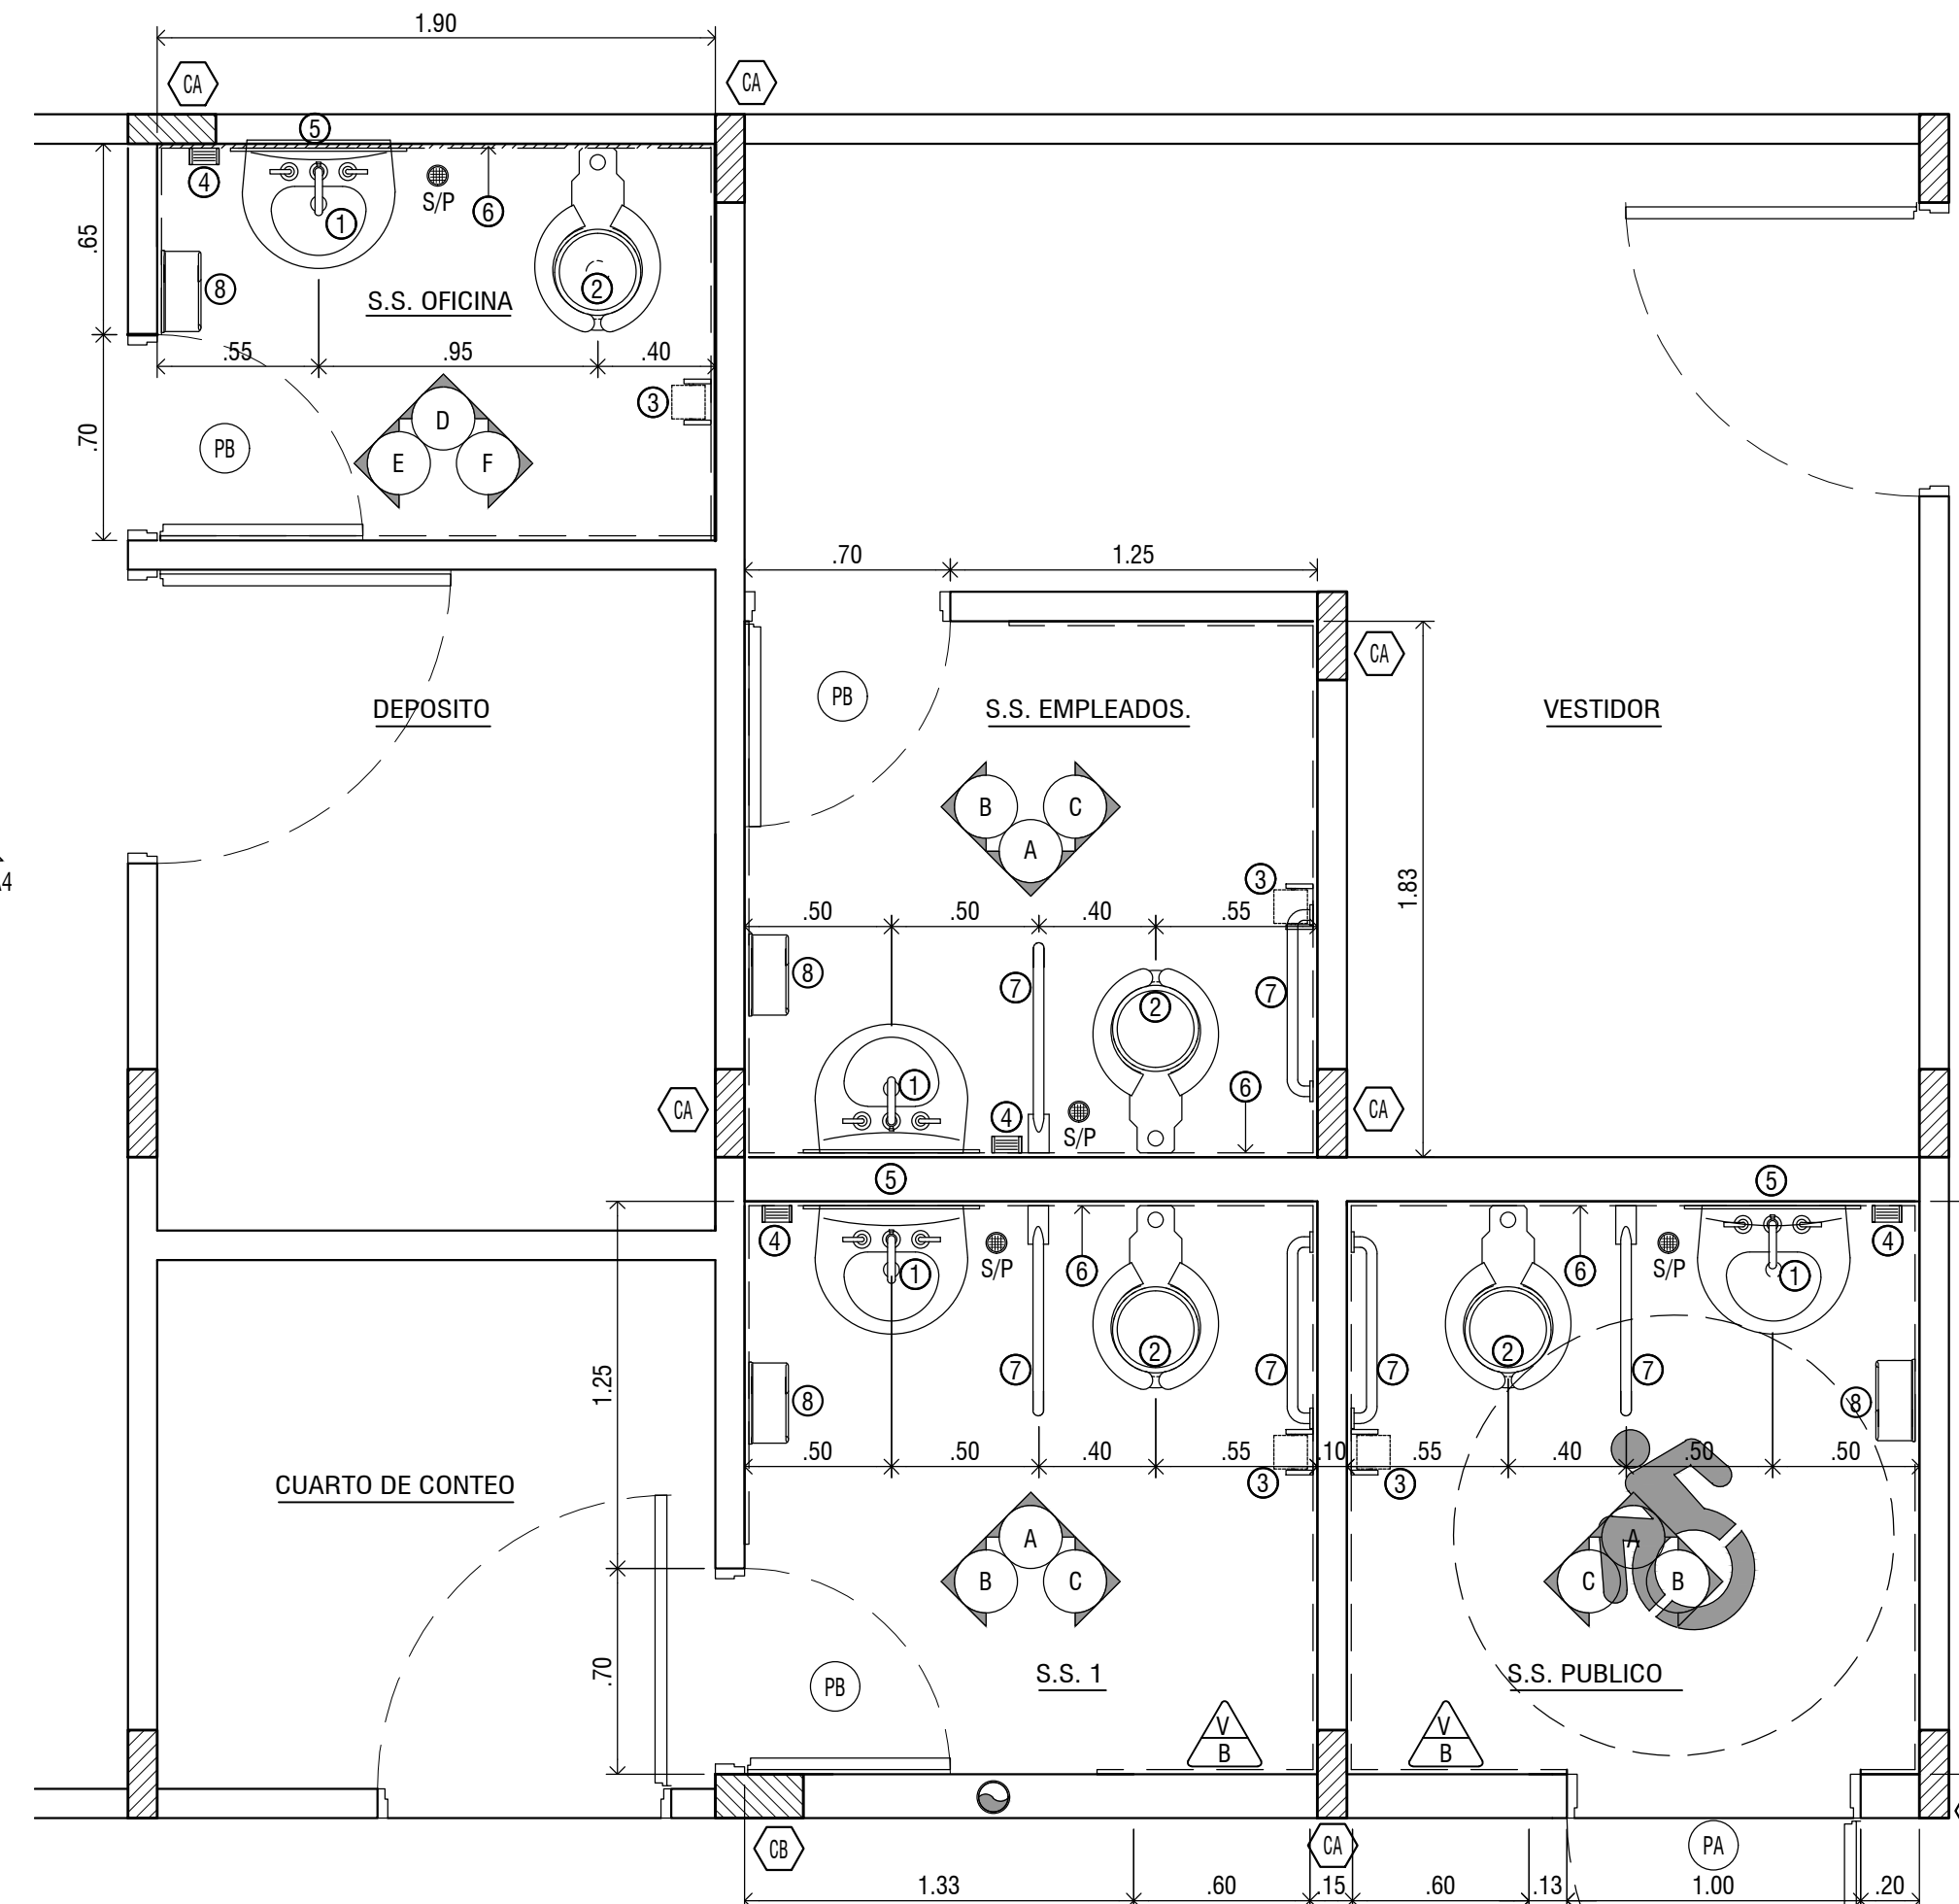 1.90
CA
CA
5
4
S/P
6
1
2
.65
8
S.S. OFICINA
.55
.95
.40
3
.70
D
PB
E
F
.70
1.25
CA
PB
DEPOSITO
S.S. EMPLEADOS.
VESTIDOR
B
C
A
3
1.83
.50
.50
.40
.55
8
7
2
7
1
6
CA
4
S/P
CA
5
5
4
1
S/P
6
6
S/P
1
4
1.25
2
2
7
7
7
7
8
8
.50
.50
.40
.55
.10
.55
.40
.50
.50
CUARTO DE CONTEO
3
3
A
A
B
C
C
B
.70
PB
S.S. 1
S.S. PUBLICO
V
B
V
B
CB
CA
PA
1.33
.60
.15
.60
.13
1.00
.20